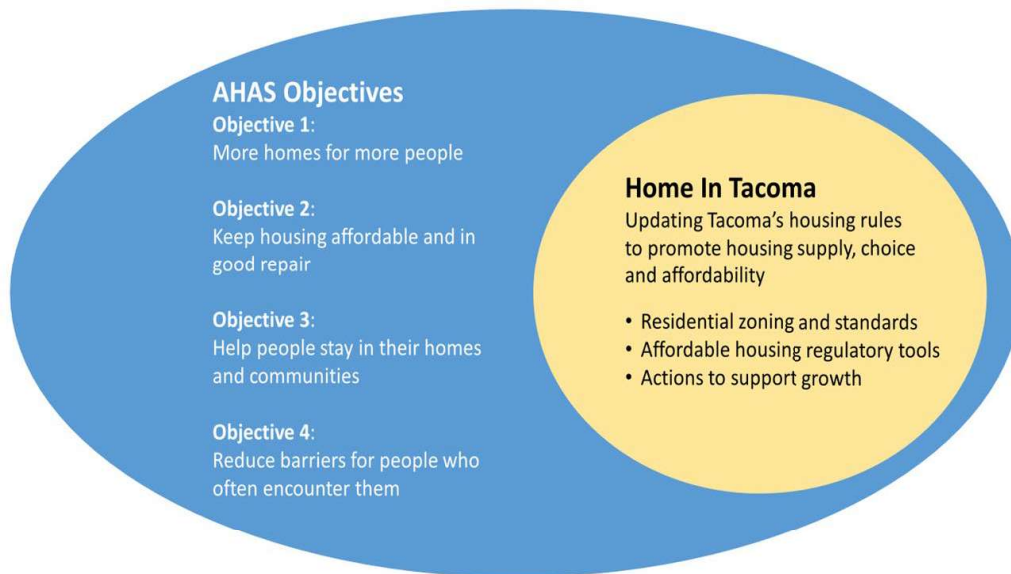 AHAS Objectives
Objective 1:
More homes for more people
Objective 2:
Keep housing affordable and in
good repair
Objective 3:
Help people stay in their homes
and communities
Objective 4:
Reduce barriers for people who
often encounter them
Home In Tacoma
Updating Tacoma's housing rules
to promote housing supply, choice
and affordability
• Residential zoning and standards
• Affordable housing regulatory tools
• Actions to support growth